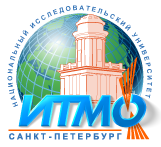 НАЦИОНАЛЬНЫЙ ИССЛЕДОВАТЕЛЬСКИЙ УНИВЕРСИТЕТ
ИТМО
САНКТ-ПЕТЕРБУРГ